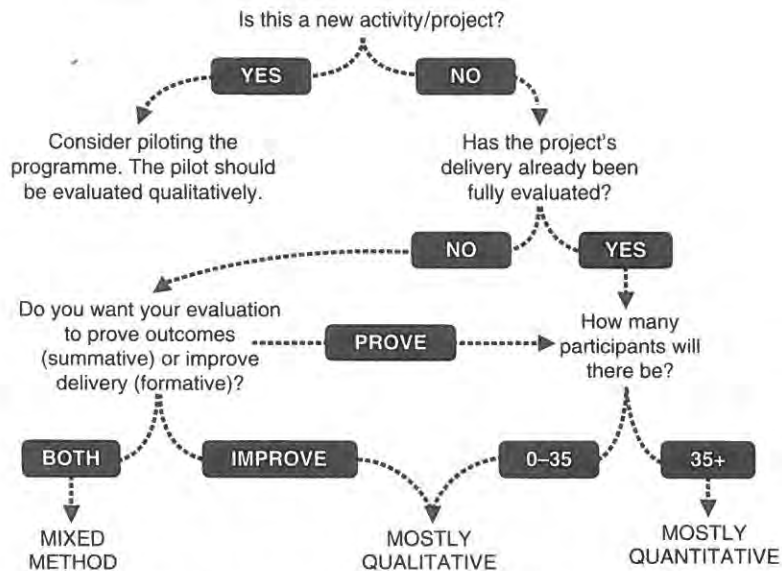 Is this a new activity/project?
YES
NO
Consider piloting the
programme. The pilot should
be evaluated qualitatively.
Has the project's
delivery already been
fully evaluated?
NO
YES
Do you want your evaluation
to prove outcomes
(summative) or improve
delivery (formative)?
PROVE
How many
participants will
there be?
BOTH
IMPROVE
0–35
35+
MIXED
METHOD
MOSTLY
QUALITATIVE
MOSTLY
QUANTITATIVE